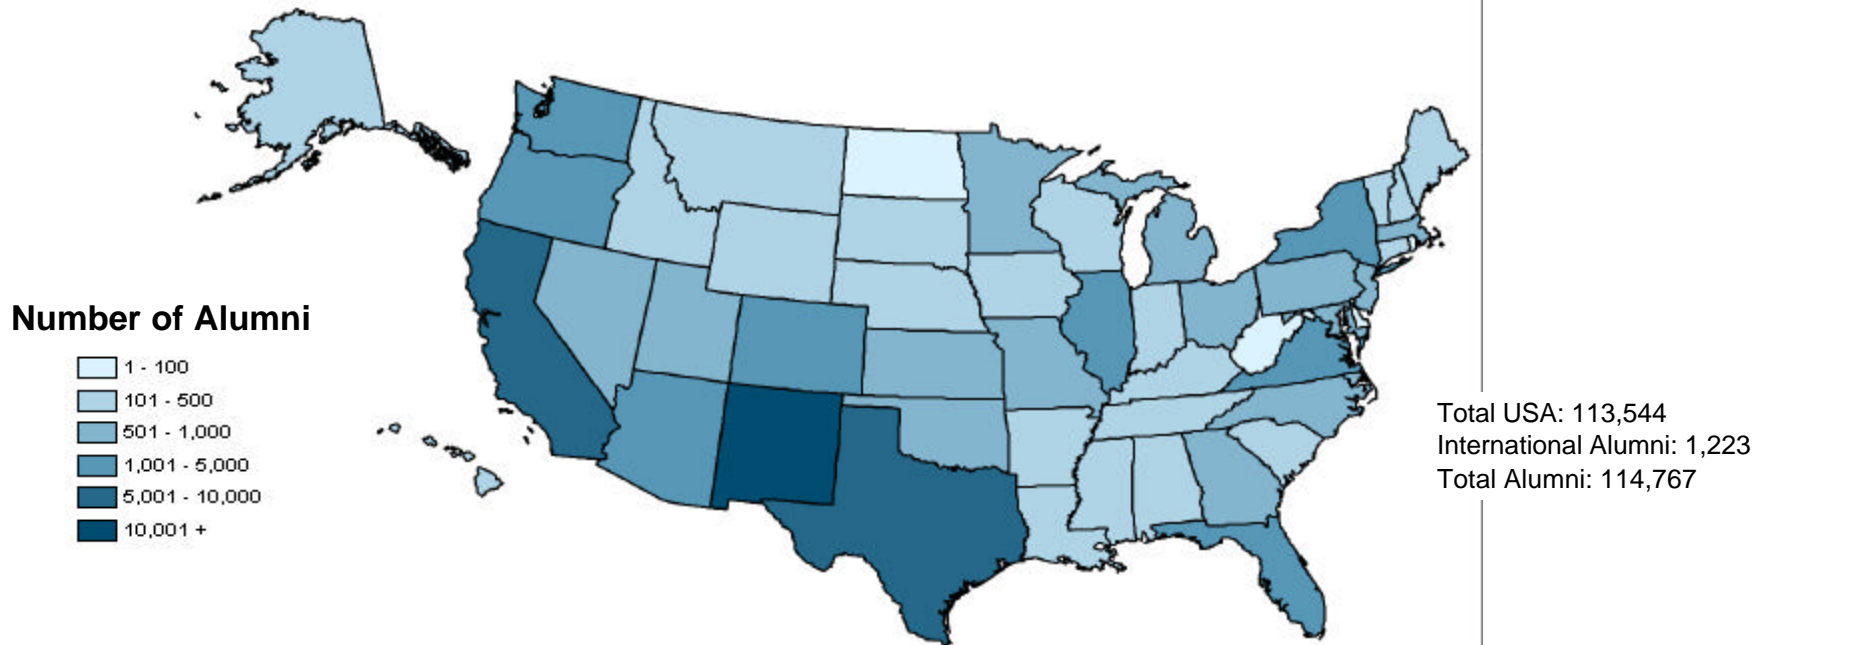 Number of Alumni
1 - 100
101 - 500
501 - 1,000
1,001 - 5,000
5,001 - 10,000
10,001 +
Total USA: 113,544
International Alumni: 1,223
Total Alumni: 114,767